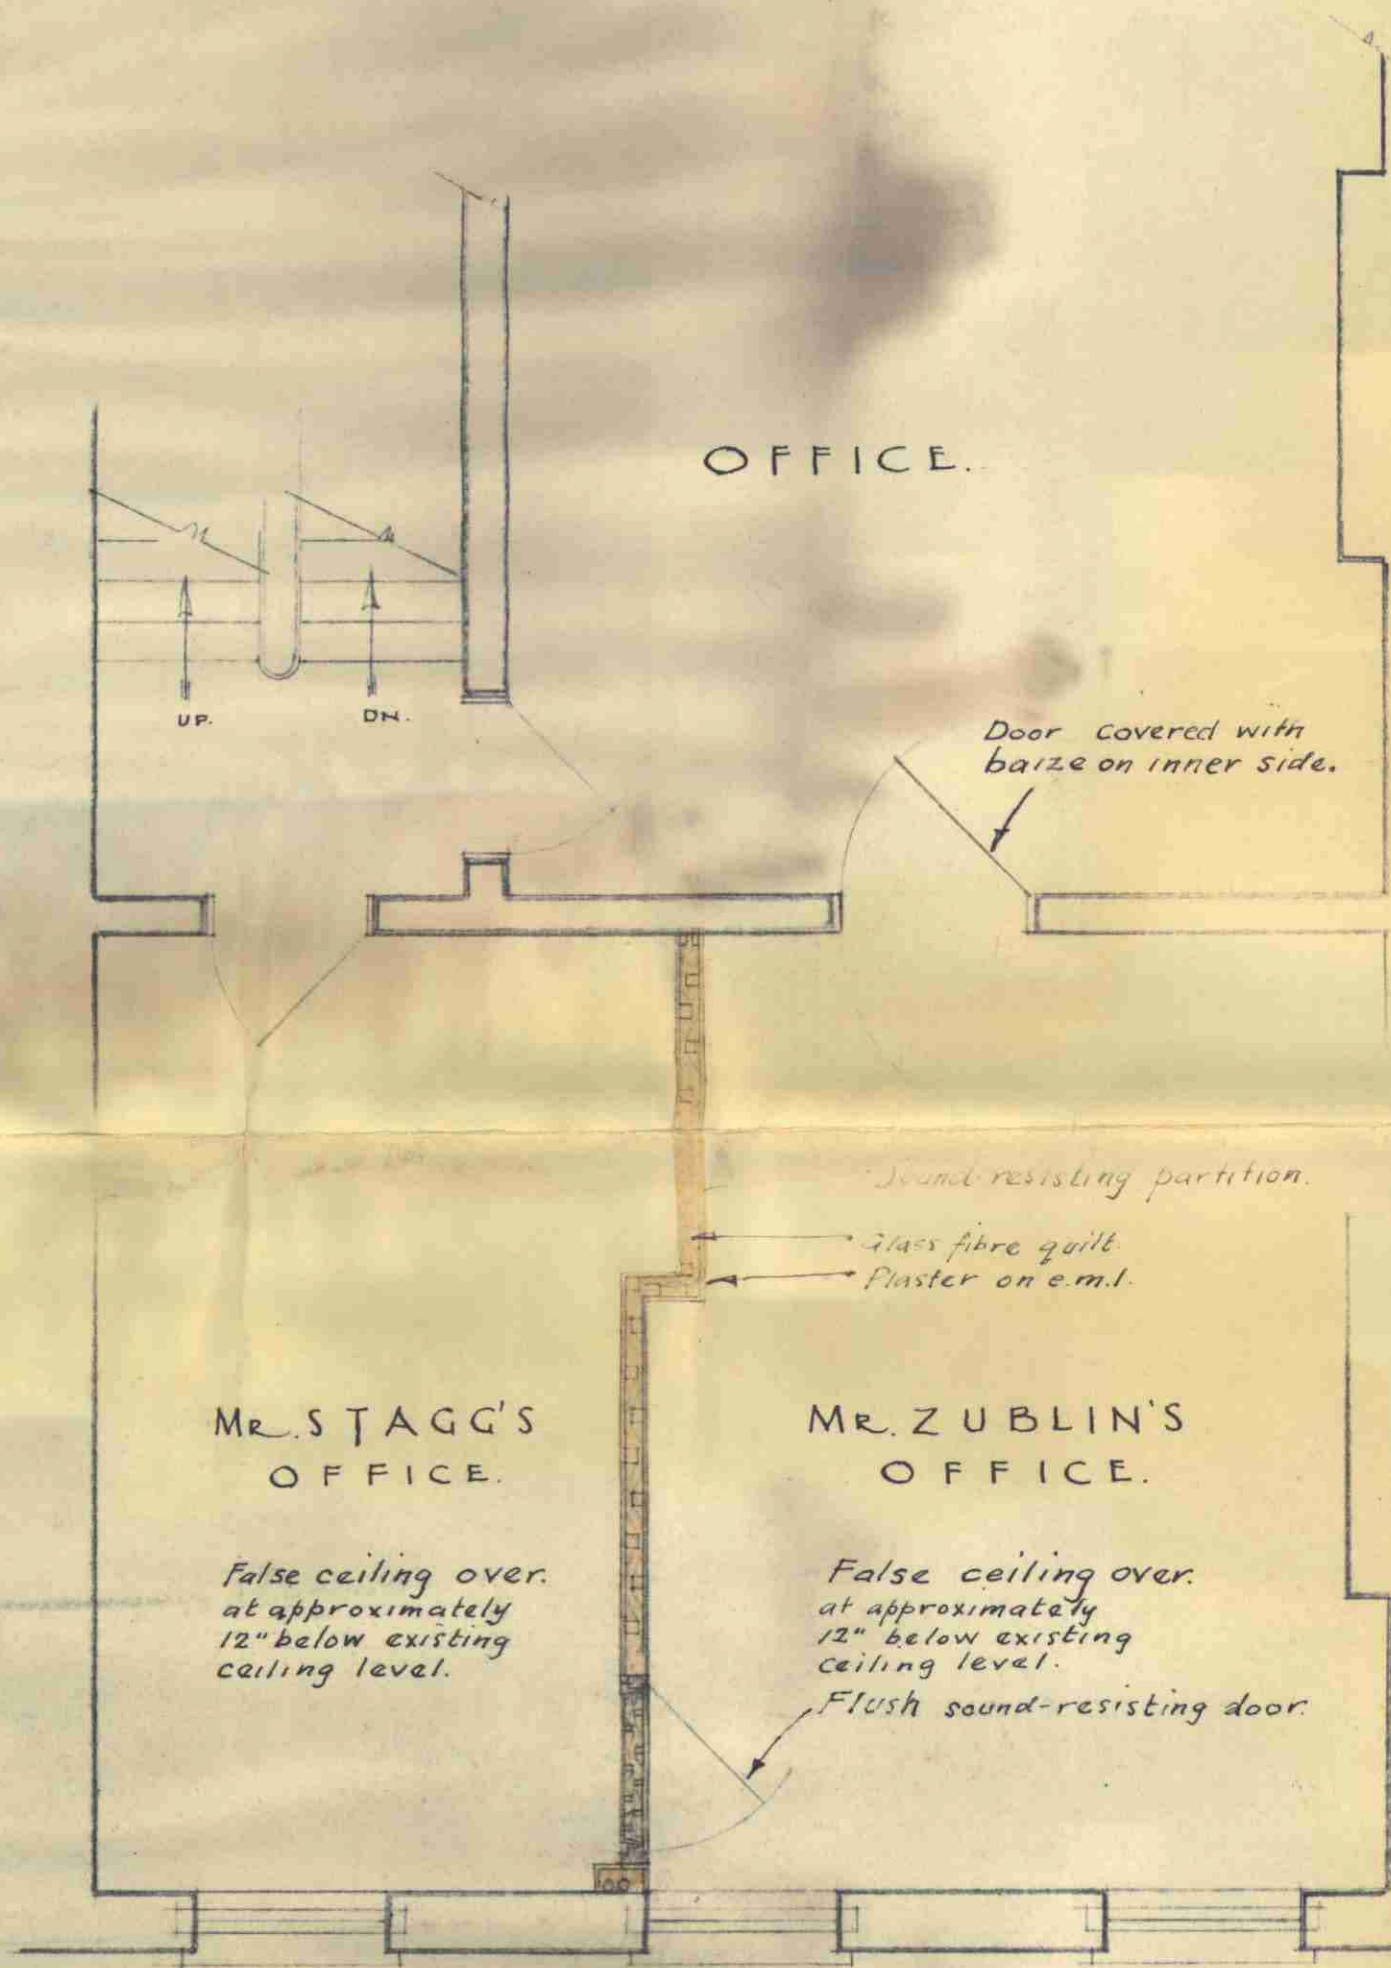 OFFICE.
UP.
DN.
Door covered with
baize on inner side.
Sound-resisting partition.
Glass fibre quilt.
Plaster on e.m.l.
MR. STAGG'S
OFFICE.
False ceiling over.
at approximately
12" below existing
ceiling level.
MR. ZUBLIN'S
OFFICE.
False ceiling over.
at approximately
12" below existing
ceiling level.
Flush sound-resisting door.